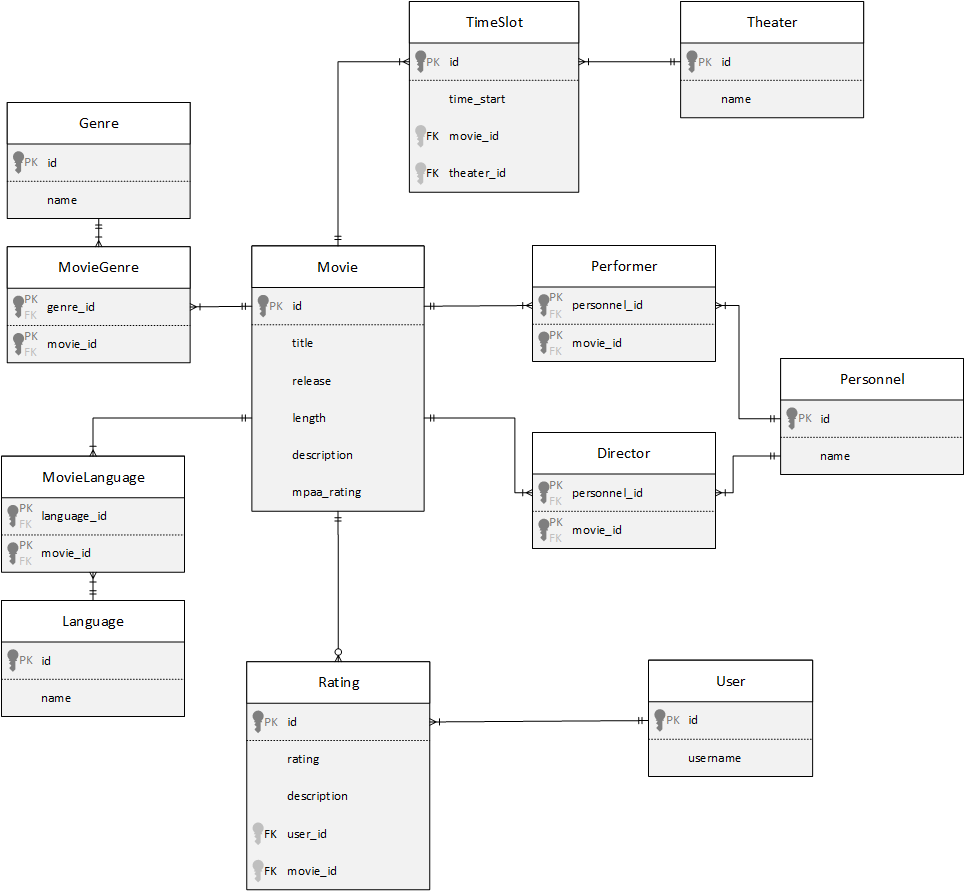 TimeSlot
PK id
time_start
FK movie_id
FK theater_id
Theater
PK id
name
Genre
PK id
name
MovieGenre
PK
FK
genre_id
PK
FK
movie_id
Movie
PK id
title
release
length
description
mpaa_rating
Performer
PK
FK
personnel_id
PK
FK
movie_id
Personnel
PK id
name
Director
PK
FK
personnel_id
PK
FK
movie_id
MovieLanguage
PK
FK
language_id
PK
FK
movie_id
Language
PK id
name
Rating
PK id
rating
description
FK user_id
FK movie_id
User
PK id
username